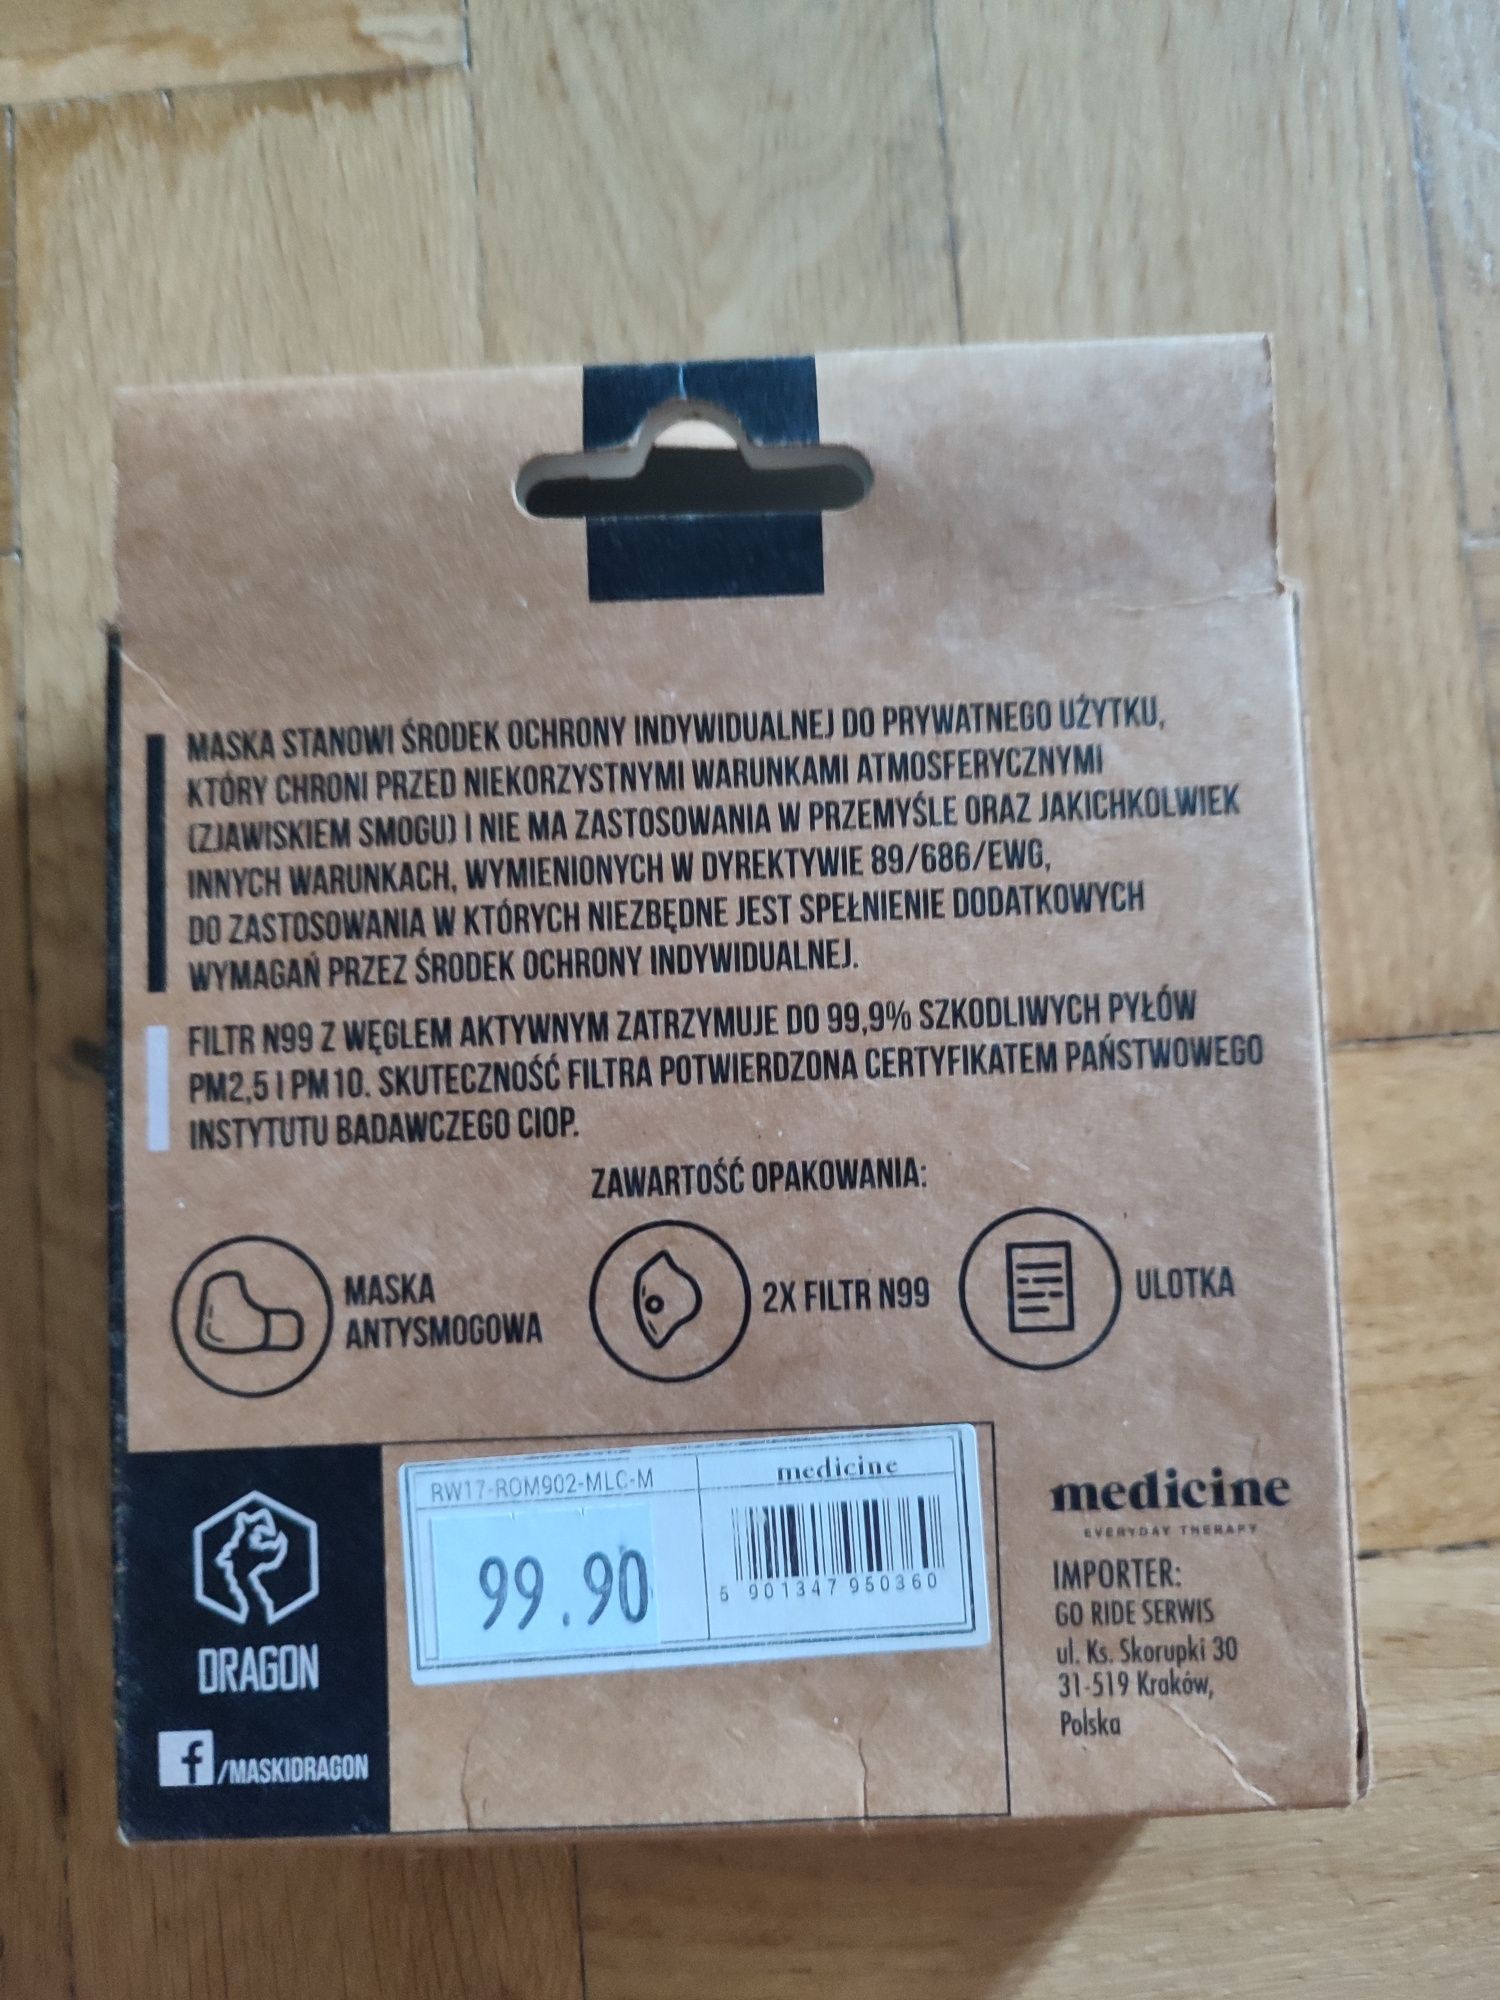 MASKA STANOWI ŚRODEK OCHRONY INDYWIDUALNEJ DO PRYWATNEGO UŻYTKU,
KTÓRY CHRONI PRZED NIEKORZYSTNYMI WARUNKAMI ATMOSFERYCZNYMI
(ZJAWISKIEM SMOGU) I NIE MA ZASTOSOWANIA W PRZEMYŚLE ORAZ JAKICHKOLWIEK
INNYCH WARUNKACH, WYMIENIONYCH W DYREKTYWIE 89/686/EWG,
DO ZASTOSOWANIA W KTÓRYCH NIEZBĘDNE JEST SPEŁNIENIE DODATKOWYCH
WYMAGAŃ PRZEZ ŚRODEK OCHRONY INDYWIDUALNEJ.
FILTR N99 Z WĘGLEM AKTYWNYM ZATRZYMUJE DO 99,9% SZKODLIWYCH PYŁÓW
PM2,5 I PM10. SKUTECZNOŚĆ FILTRA POTWIERDZONA CERTYFIKATEM PAŃSTWOWEGO
INSTYTUTU BADAWCZEGO CIOP.
ZAWARTOŚĆ OPAKOWANIA:
MASKA
ANTYSMOGOWA
2X FILTR N99
ULOTKA
DRAGON
f/MASKIDRAGON
RW17-ROM902-MLC-M
99.90
medicine
5 901347 950360
medicine
EVERYDAY THERAPY
IMPORTER:
GO RIDE SERWIS
ul. Ks. Skorupki 30
31-519 Kraków,
Polska